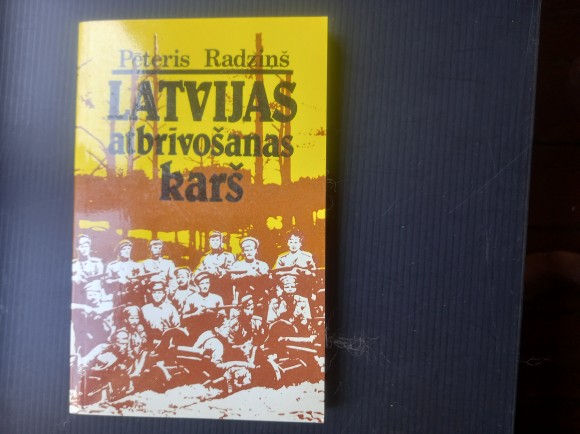 Pēteris Radziņš
LATVIJAS
atbrīvošanas
karš